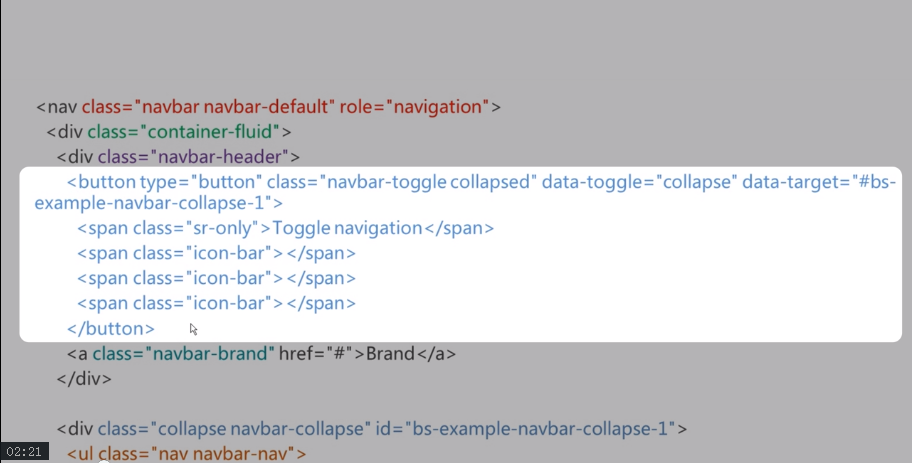 <nav class="navbar navbar-default" role="navigation">
<div class="container-fluid">
<div class="navbar-header">
<button type="button" class="navbar-toggle collapsed" data-toggle="collapse" data-target="#bs-
example-navbar-collapse-1">
<span class="sr-only">Toggle navigation</span>
<span class="icon-bar"></span>
<span class="icon-bar"></span>
<span class="icon-bar"></span>
</button>
<a class="navbar-brand" href="#">Brand</a>
</div>
<div class="collapse navbar-collapse" id="bs-example-navbar-collapse-1">
<ul class="nav navbar-nav">
02:21